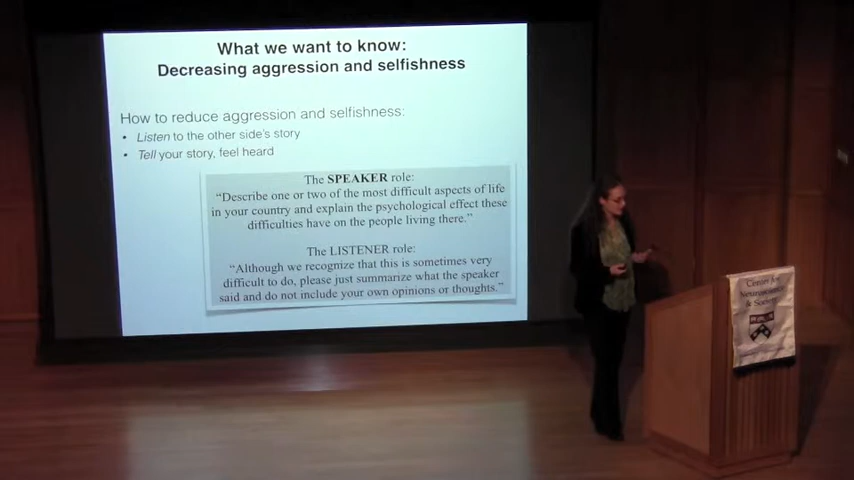 What we want to know:
Decreasing aggression and selfishness
How to reduce aggression and selfishness:
• Listen to the other side's story
• Tell your story, feel heard
The SPEAKER role:
“Describe one or two of the most difficult aspects of life
in your country and explain the psychological effect these
difficulties have on the people living there.”
The LISTENER role:
“Although we recognize that this is sometimes very
difficult to do, please just summarize what the speaker
said and do not include your own opinions or thoughts.”
Center for
Neuroscience
& Society